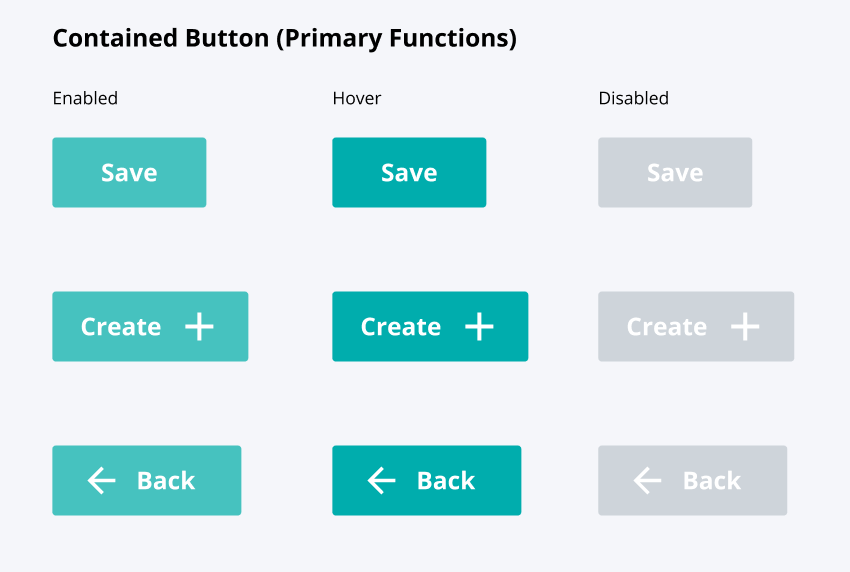 Contained Button (Primary Functions)
Enabled Hover Disabled
Save Save Save
Create Create Create
Back Back Back